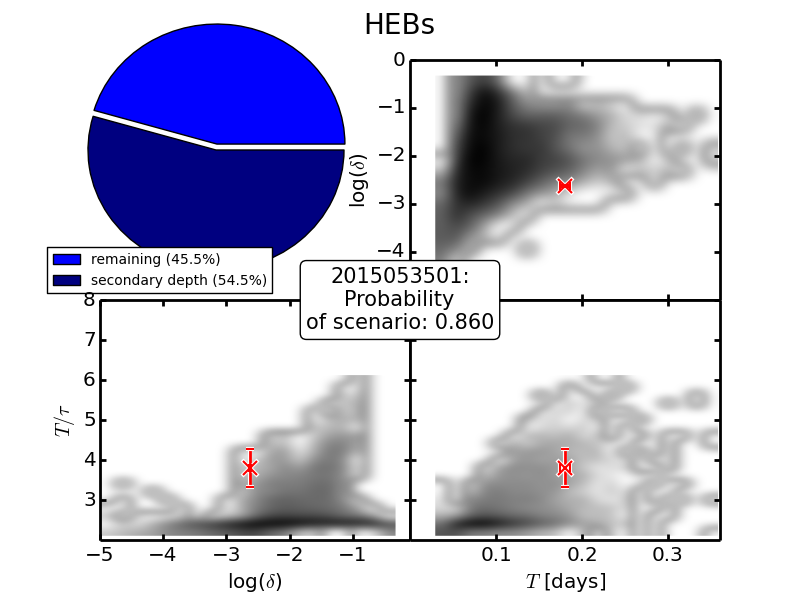 HEBs
remaining (45.5%)
secondary depth (54.5%)
0
−1
−2
−3
−4
log(δ)
2015053501:
Probability
of scenario: 0.860
8
7
6
5
4
3
T/τ
−5 −4 −3 −2 −1
log(δ)
0.1 0.2 0.3
T [days]